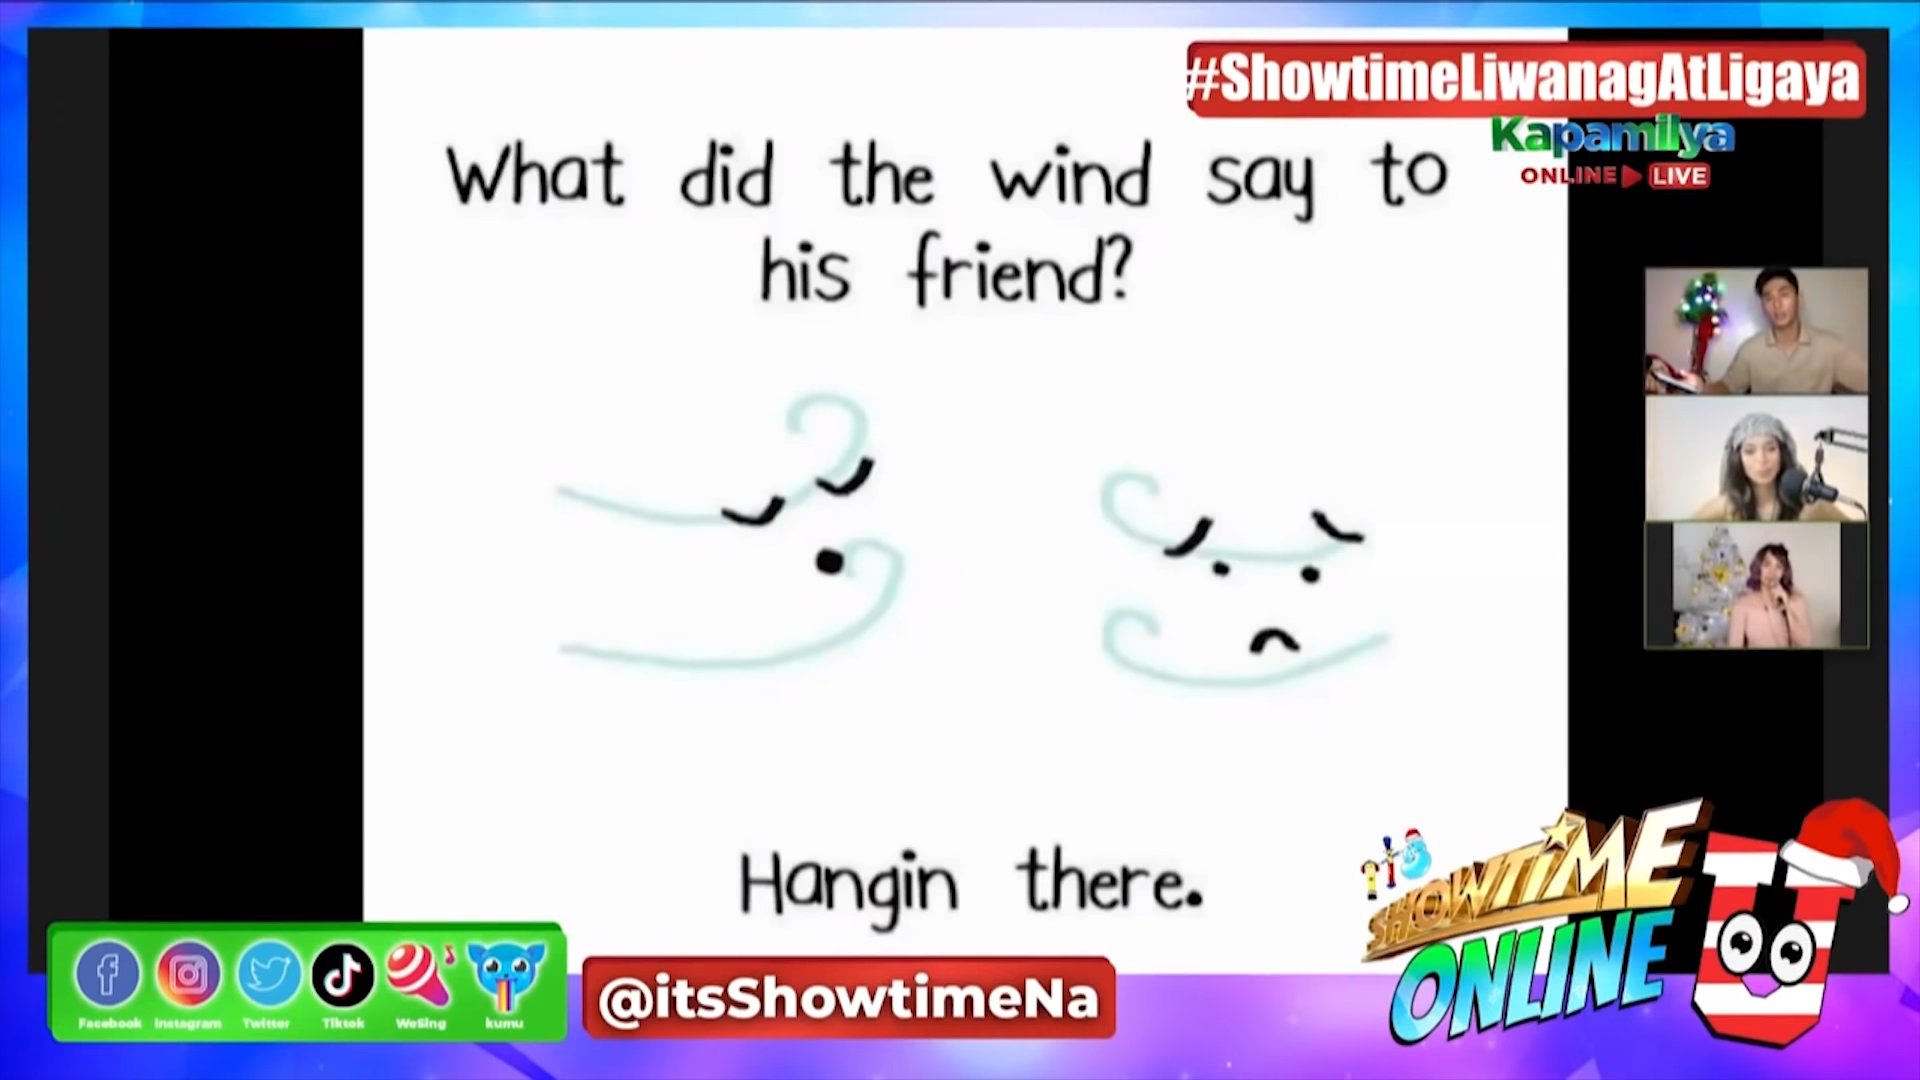 #ShowtimeLiwanagAtLigaya
Kapamilya
ONLINE LIVE
What did the wind say to
his friend?
Hangin there.
it's
SHOWTiME
ONLINE U
Facebook Instagram Twitter Tiktok WeSing kumu
@itsShowtimeNa